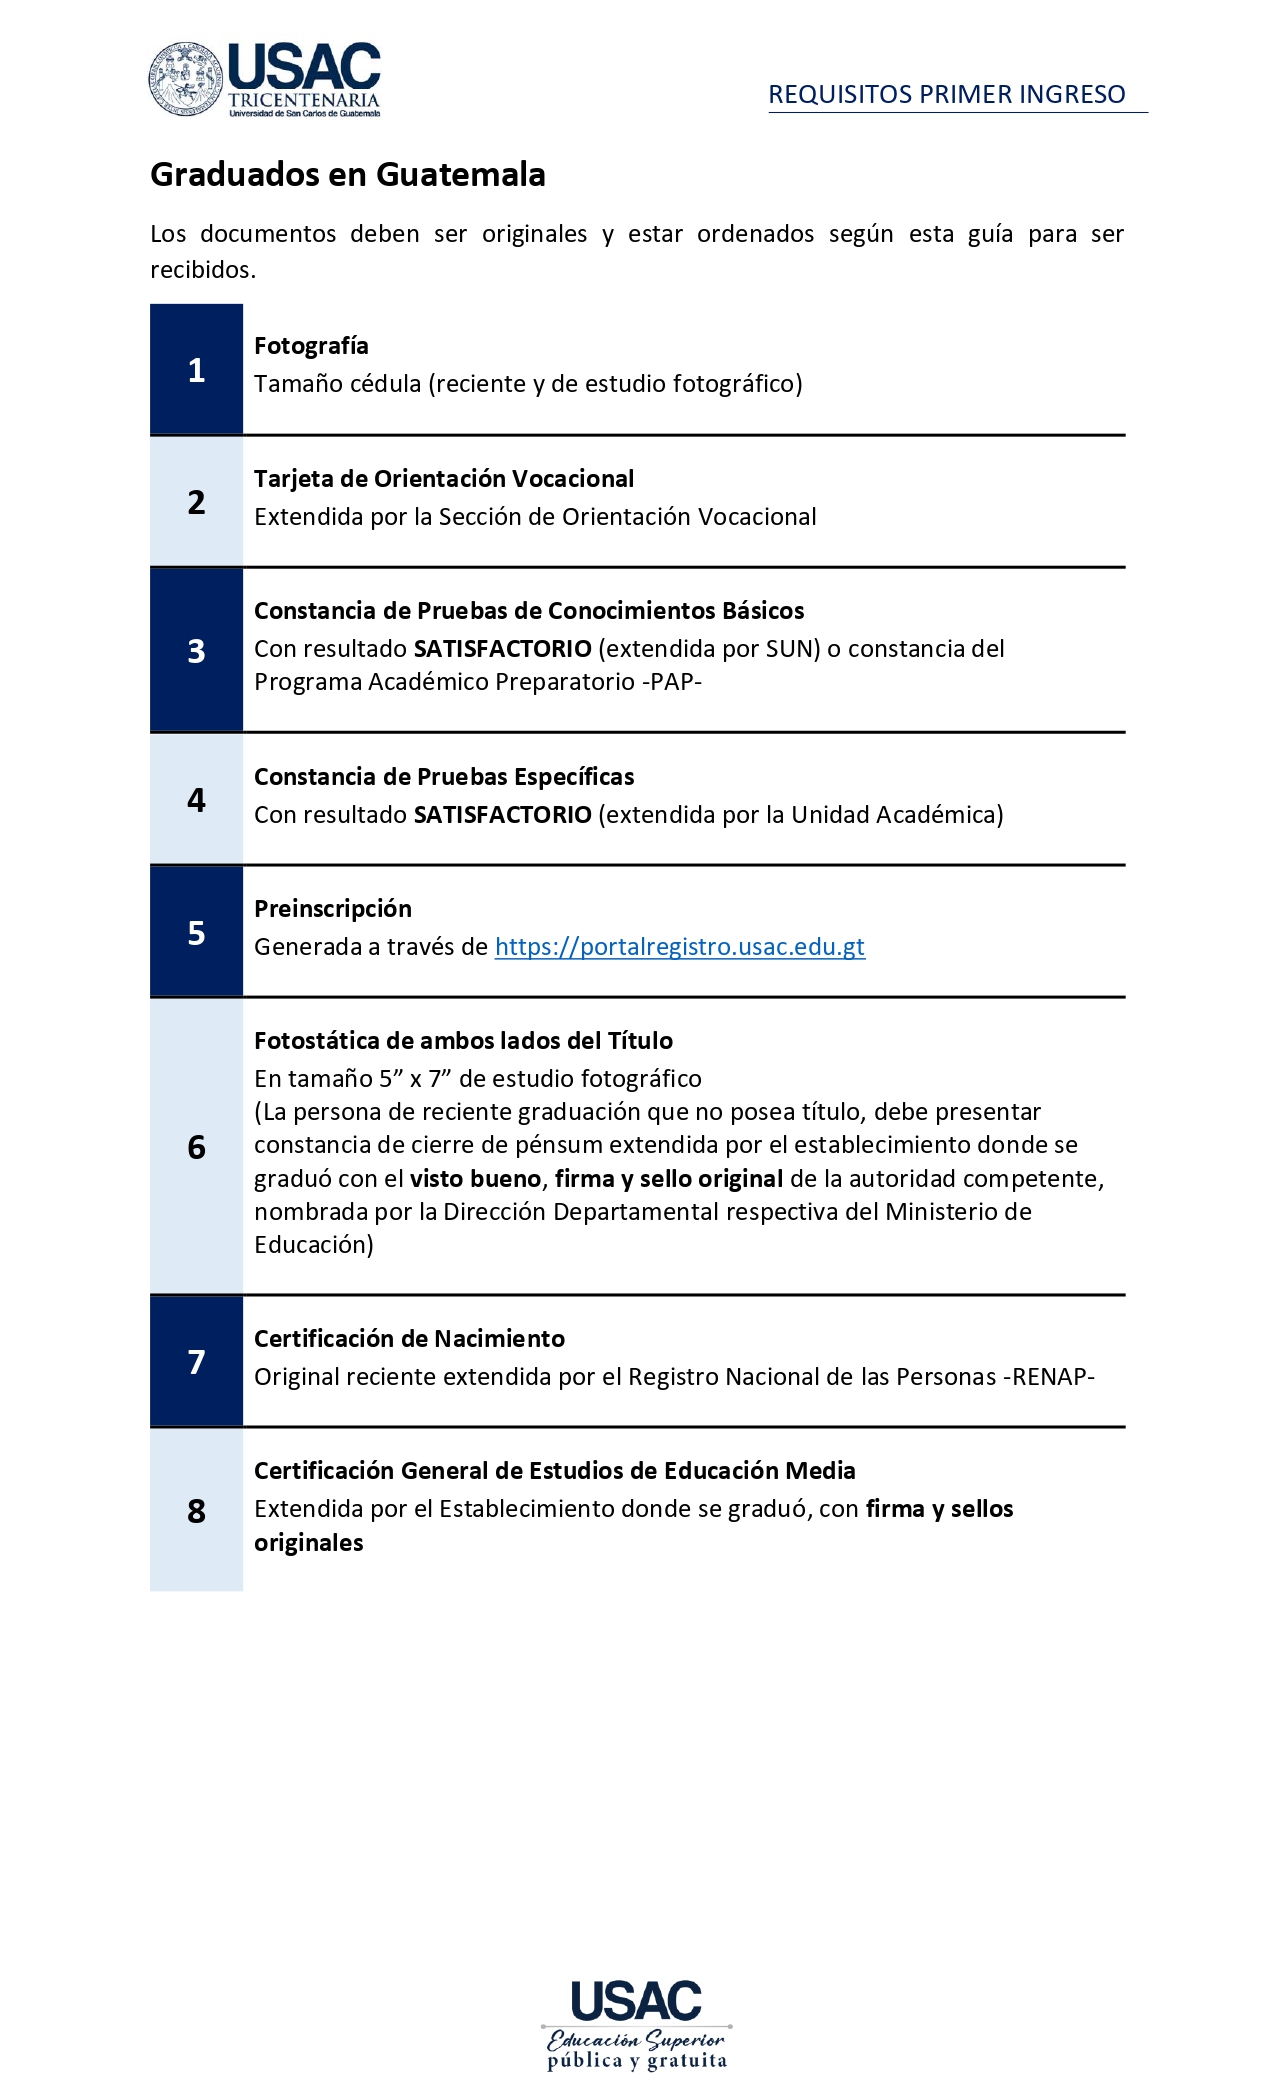 USAC
TRICENTENARIA
Universidad de San Carlos de Guatemala
REQUISITOS PRIMER INGRESO
Graduados en Guatemala
Los documentos deben ser originales y estar ordenados según esta guía para ser
recibidos.
1
Fotografía
Tamaño cédula (reciente y de estudio fotográfico)
2
Tarjeta de Orientación Vocacional
Extendida por la Sección de Orientación Vocacional
3
Constancia de Pruebas de Conocimientos Básicos
Con resultado SATISFACTORIO (extendida por SUN) o constancia del
Programa Académico Preparatorio -PAP-
4
Constancia de Pruebas Específicas
Con resultado SATISFACTORIO (extendida por la Unidad Académica)
5
Preinscripción
Generada a través de https://portalregistro.usac.edu.gt
6
Fotostática de ambos lados del Título
En tamaño 5” x 7” de estudio fotográfico
(La persona de reciente graduación que no posea título, debe presentar
constancia de cierre de pénsum extendida por el establecimiento donde se
graduó con el visto bueno, firma y sello original de la autoridad competente,
nombrada por la Dirección Departamental respectiva del Ministerio de
Educación)
7
Certificación de Nacimiento
Original reciente extendida por el Registro Nacional de las Personas -RENAP-
8
Certificación General de Estudios de Educación Media
Extendida por el Establecimiento donde se graduó, con firma y sellos
originales
USAC
Educación Superior
pública y gratuita